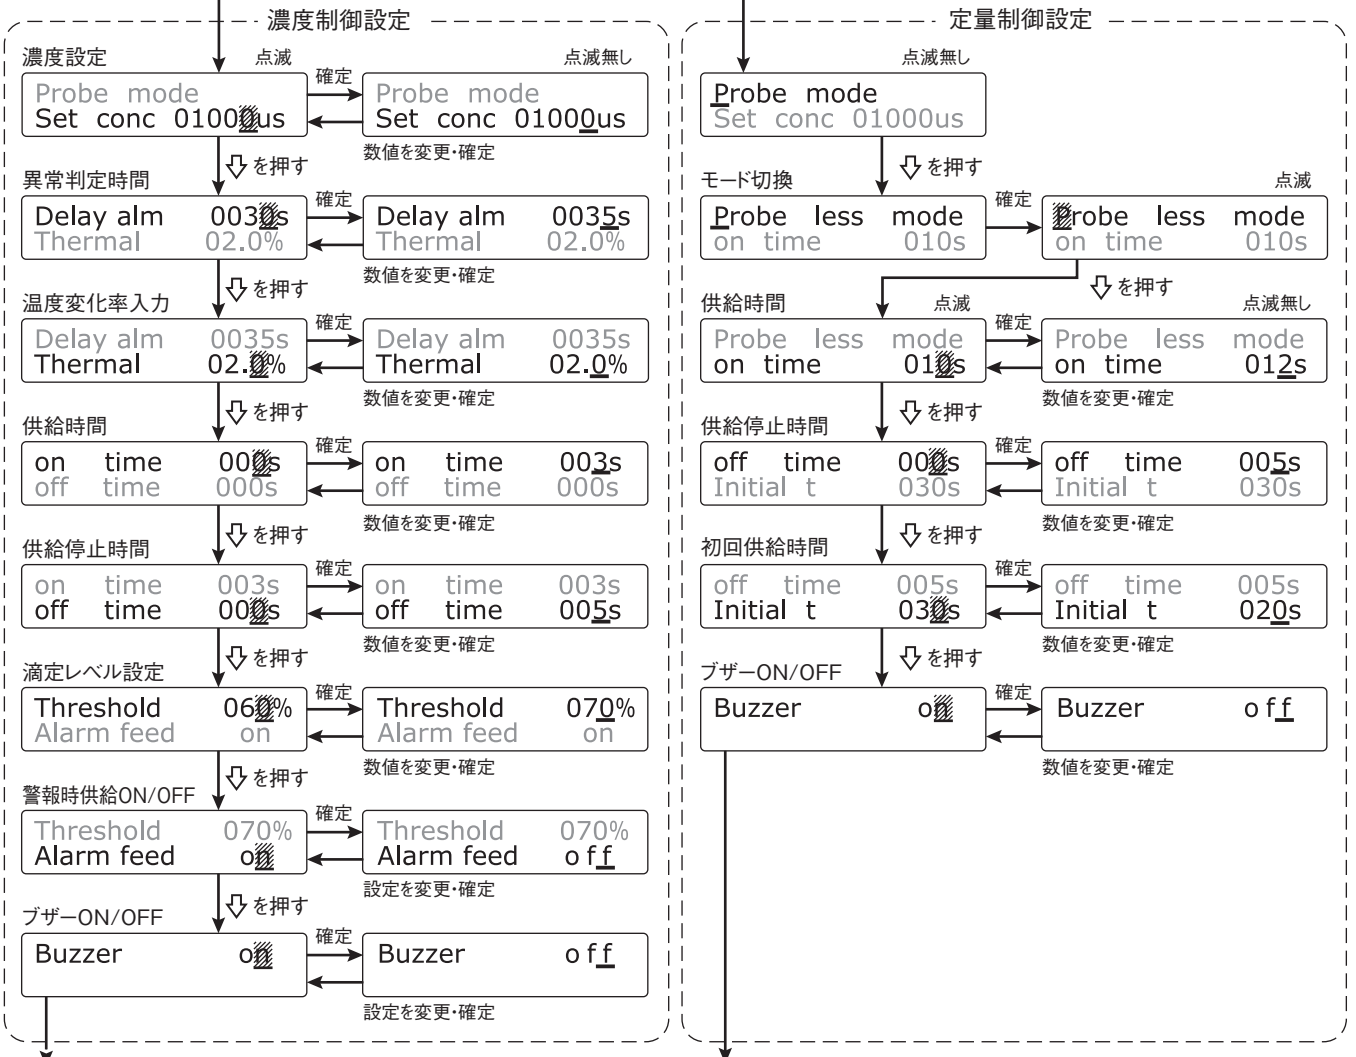 濃度制御設定
濃度設定 点滅 点滅無し
Probe mode 確定 Probe mode
Set conc 01000us Set conc 01000us
数値を変更・確定
を押す
異常判定時間
Delay alm 0030s 確定 Delay alm 0035s
Thermal 02.0% Thermal 02.0%
数値を変更・確定
を押す
温度変化率入力
Delay alm 0035s 確定 Delay alm 0035s
Thermal 02.0% Thermal 02.0%
数値を変更・確定
を押す
供給時間
on time 000s 確定 on time 003s
off time 000s off time 000s
数値を変更・確定
を押す
供給停止時間
on time 003s 確定 on time 003s
off time 000s off time 005s
数値を変更・確定
を押す
滴定レベル設定
Threshold 060% 確定 Threshold 070%
Alarm feed on Alarm feed on
数値を変更・確定
を押す
警報時供給ON/OFF
Threshold 070% 確定 Threshold 070%
Alarm feed on Alarm feed off
設定を変更・確定
を押す
ブザーON/OFF
Buzzer on 確定 Buzzer off
設定を変更・確定
定量制御設定
点滅無し
Probe mode
Set conc 01000us
を押す
モード切換 点滅
Probe less mode 確定 Probe less mode
on time 010s on time 010s
を押す
供給時間 点滅 点滅無し
Probe less mode 確定 Probe less mode
on time 010s on time 012s
数値を変更・確定
を押す
供給停止時間
off time 000s 確定 off time 005s
Initial t 030s Initial t 030s
数値を変更・確定
を押す
初回供給時間
off time 005s 確定 off time 005s
Initial t 030s Initial t 020s
数値を変更・確定
を押す
ブザーON/OFF
Buzzer on 確定 Buzzer off
数値を変更・確定